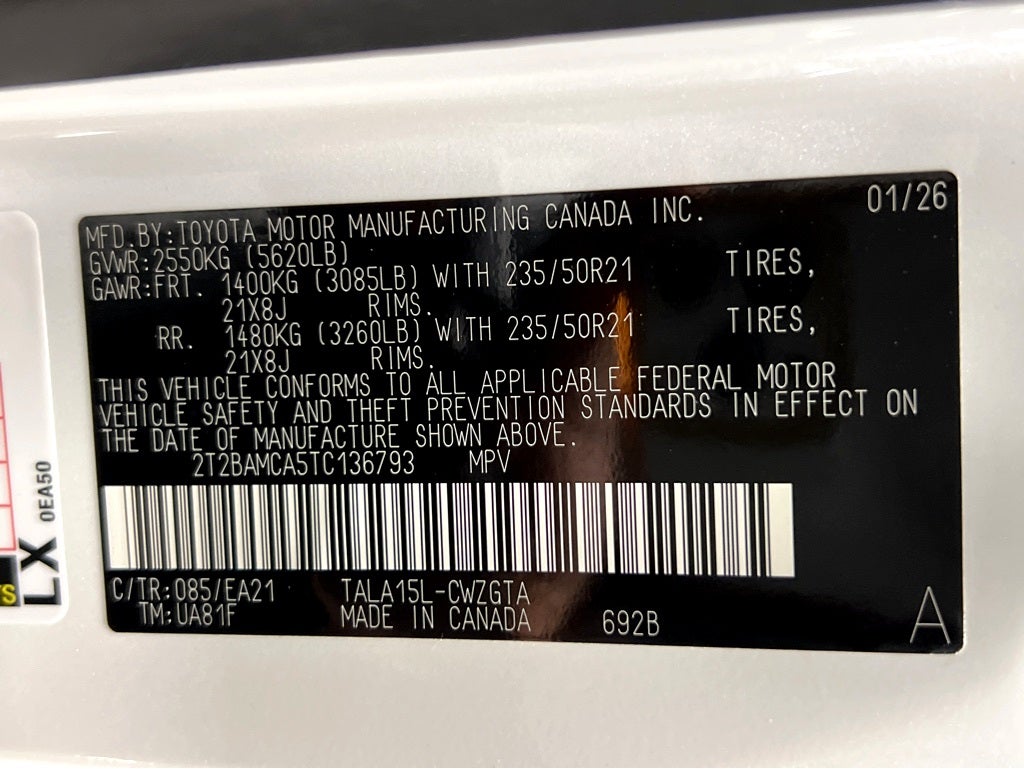 MFD.BY:TOYOTA MOTOR MANUFACTURING CANADA INC. 01/26
GVWR:2550KG (5620LB)
GAWR:FRT. 1400KG (3085LB) WITH 235/50R21 TIRES,
21X8J RIMS.
RR. 1480KG (3260LB) WITH 235/50R21 TIRES,
21X8J RIMS.
THIS VEHICLE CONFORMS TO ALL APPLICABLE FEDERAL MOTOR
VEHICLE SAFETY AND THEFT PREVENTION STANDARDS IN EFFECT ON
THE DATE OF MANUFACTURE SHOWN ABOVE.
2T2BAMCA5TC136793 MPV
C/TR:085/EA21 TALA15L-CWZGTA
TM:UA81F MADE IN CANADA 692B
A
LX 0EA50